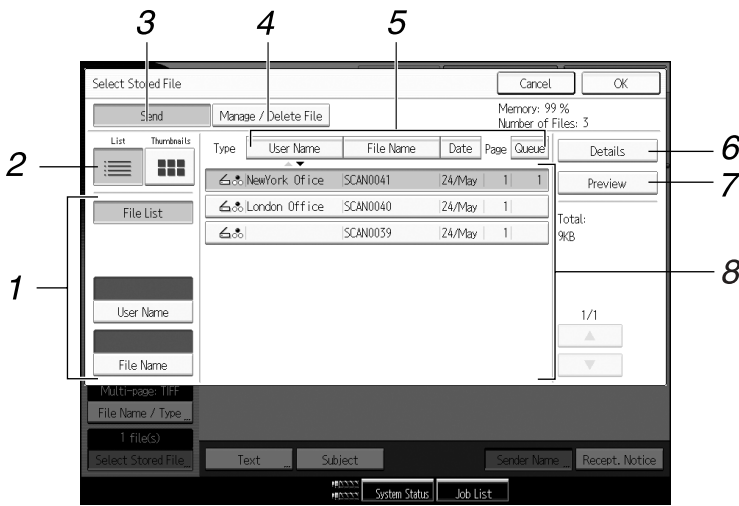 3 4 5
Select Stored File
Cancel OK
Send Manage / Delete File
Memory: 99 %
Number of Files: 3
List Thumbnails
Type User Name File Name Date Page Queue
Details 6
2
NewYork Ofice SCAN0041 24/May 1 1
Preview 7
File List
London Office SCAN0040 24/May 1
Total:
SCAN0039 24/May 1
9KB
8
1
User Name
1/1
File Name
Multi-page: TIFF
File Name / Type
1 file(s)
Select Stored File Text Subject Sender Name Recept. Notice
System Status Job List